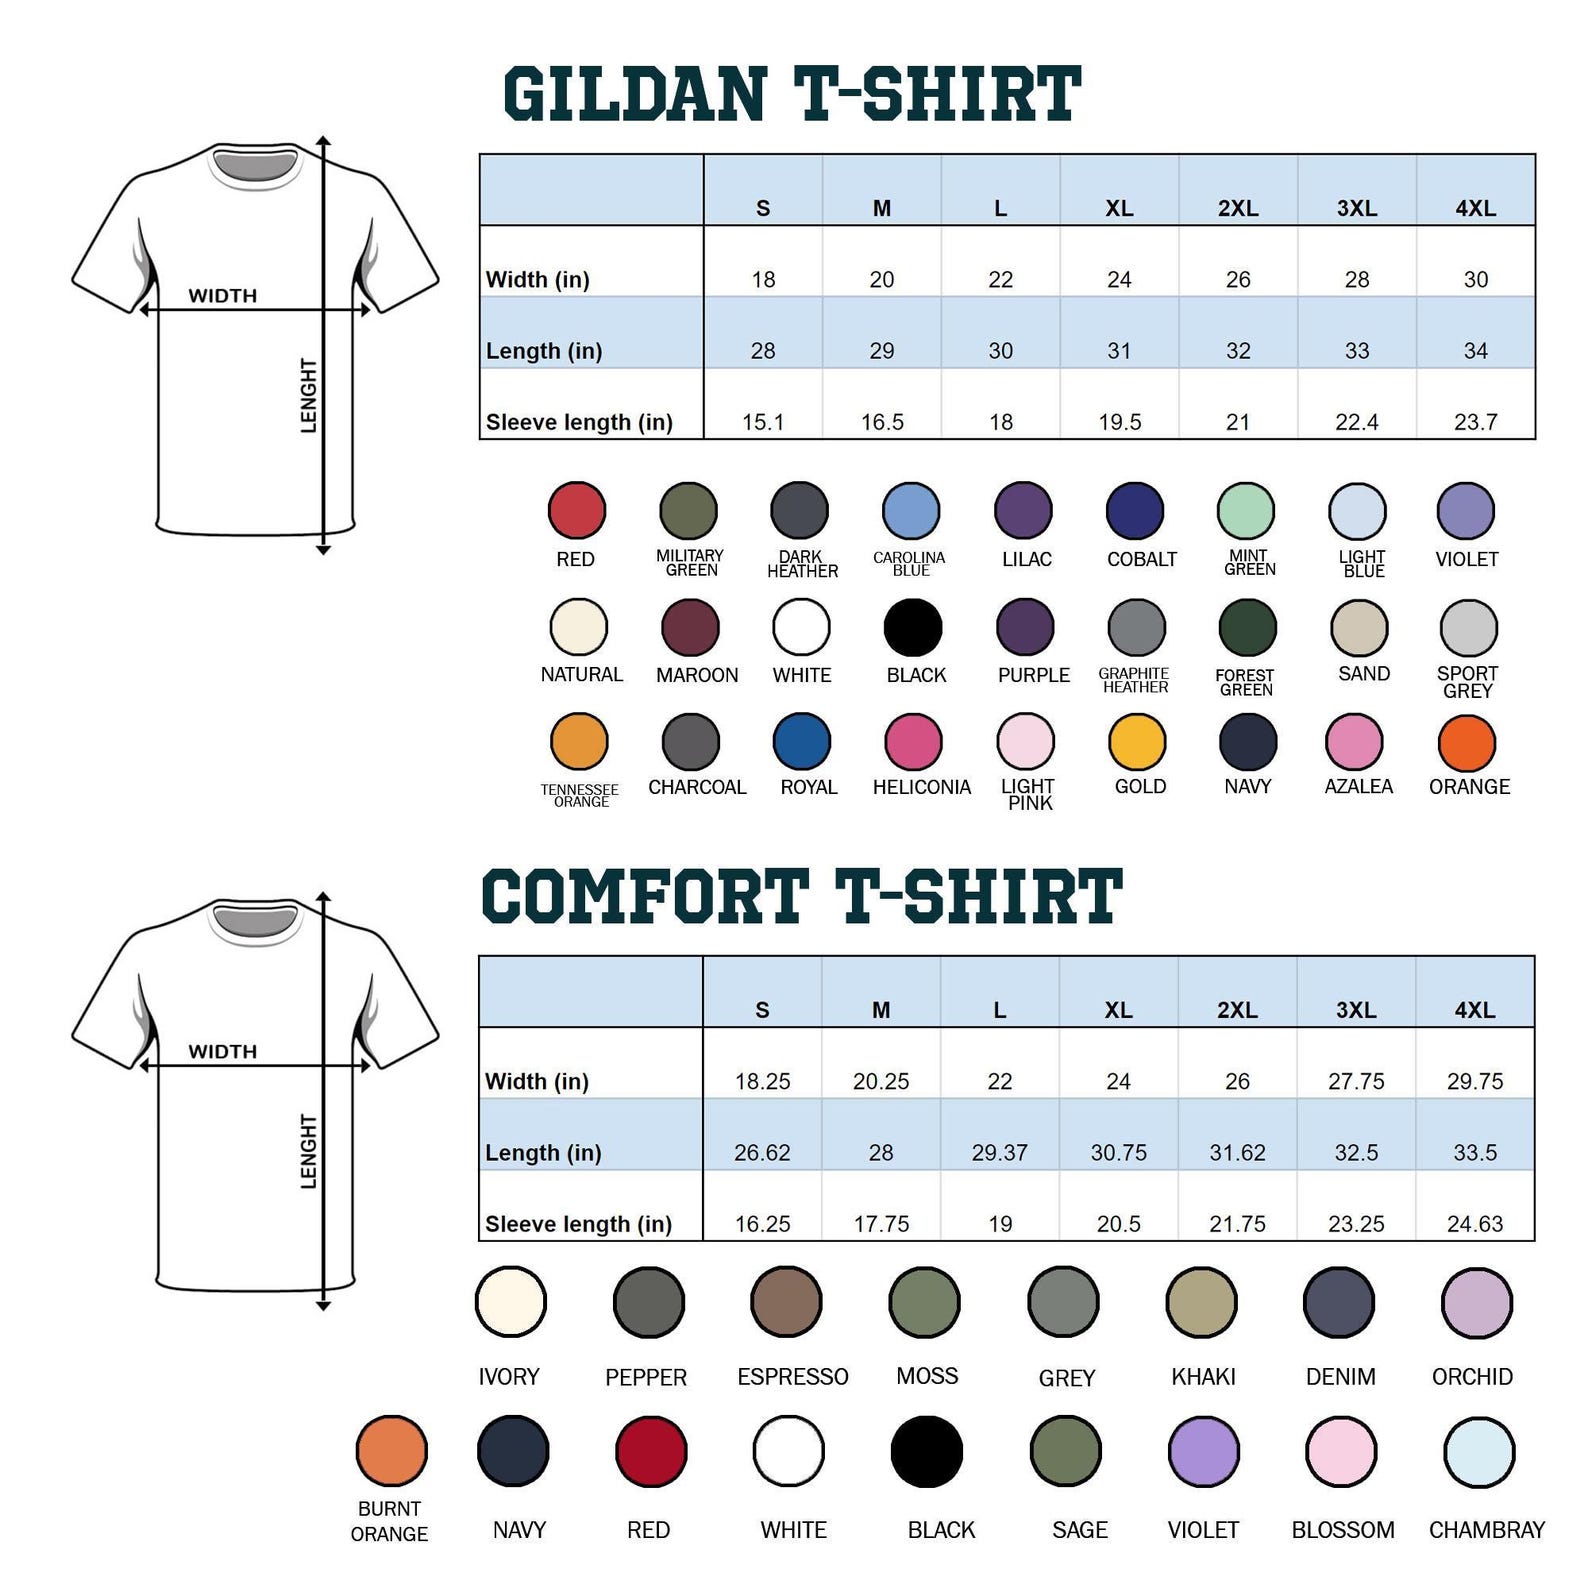 GILDAN T-SHIRT
S M L XL 2XL 3XL 4XL
Width (in) 18 20 22 24 26 28 30
Length (in) 28 29 30 31 32 33 34
Sleeve length (in) 15.1 16.5 18 19.5 21 22.4 23.7
WIDTH
LENGHT
RED MILITARY GREEN DARK HEATHER CAROLINA BLUE LILAC COBALT MINT GREEN LIGHT BLUE VIOLET
NATURAL MAROON WHITE BLACK PURPLE GRAPHITE HEATHER FOREST GREEN SAND SPORT GREY
TENNESSEE ORANGE CHARCOAL ROYAL HELICONIA LIGHT PINK GOLD NAVY AZALEA ORANGE
COMFORT T-SHIRT
S M L XL 2XL 3XL 4XL
Width (in) 18.25 20.25 22 24 26 27.75 29.75
Length (in) 26.62 28 29.37 30.75 31.62 32.5 33.5
Sleeve length (in) 16.25 17.75 19 20.5 21.75 23.25 24.63
WIDTH
LENGHT
IVORY PEPPER ESPRESSO MOSS GREY KHAKI DENIM ORCHID
BURNT ORANGE NAVY RED WHITE BLACK SAGE VIOLET BLOSSOM CHAMBRAY